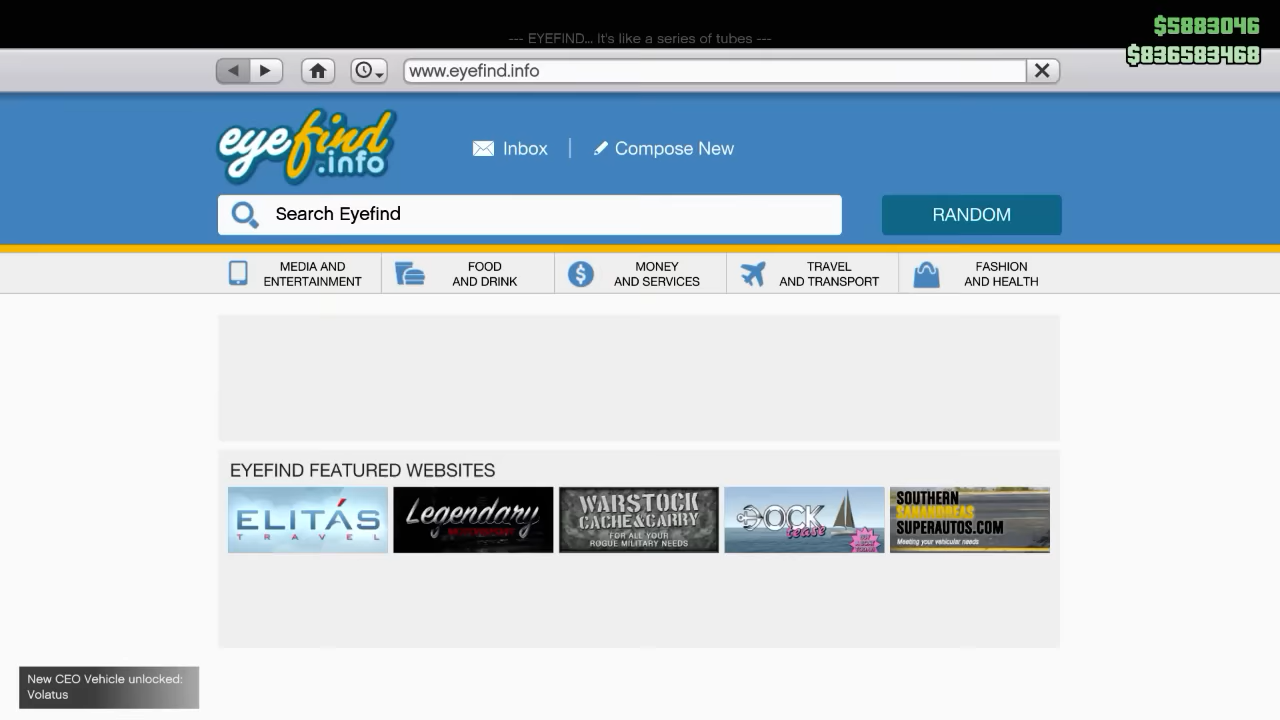 --- EYEFIND... It's like a series of tubes ---
$5883046
$836583468
www.eyefind.info
eyefind
.info
Inbox
Compose New
Search Eyefind
RANDOM
MEDIA AND
ENTERTAINMENT
FOOD
AND DRINK
MONEY
AND SERVICES
TRAVEL
AND TRANSPORT
FASHION
AND HEALTH
EYEFIND FEATURED WEBSITES
ELITÁS
TRAVEL
Legendary
WARSTOCK
CACHE&CARRY
FOR ALL YOUR
ROGUE MILITARY NEEDS
DOCK
tease
SOUTHERN
SANANDREAS
SUPERAUTOS.COM
Meeting your vehicular needs
New CEO Vehicle unlocked:
Volatus